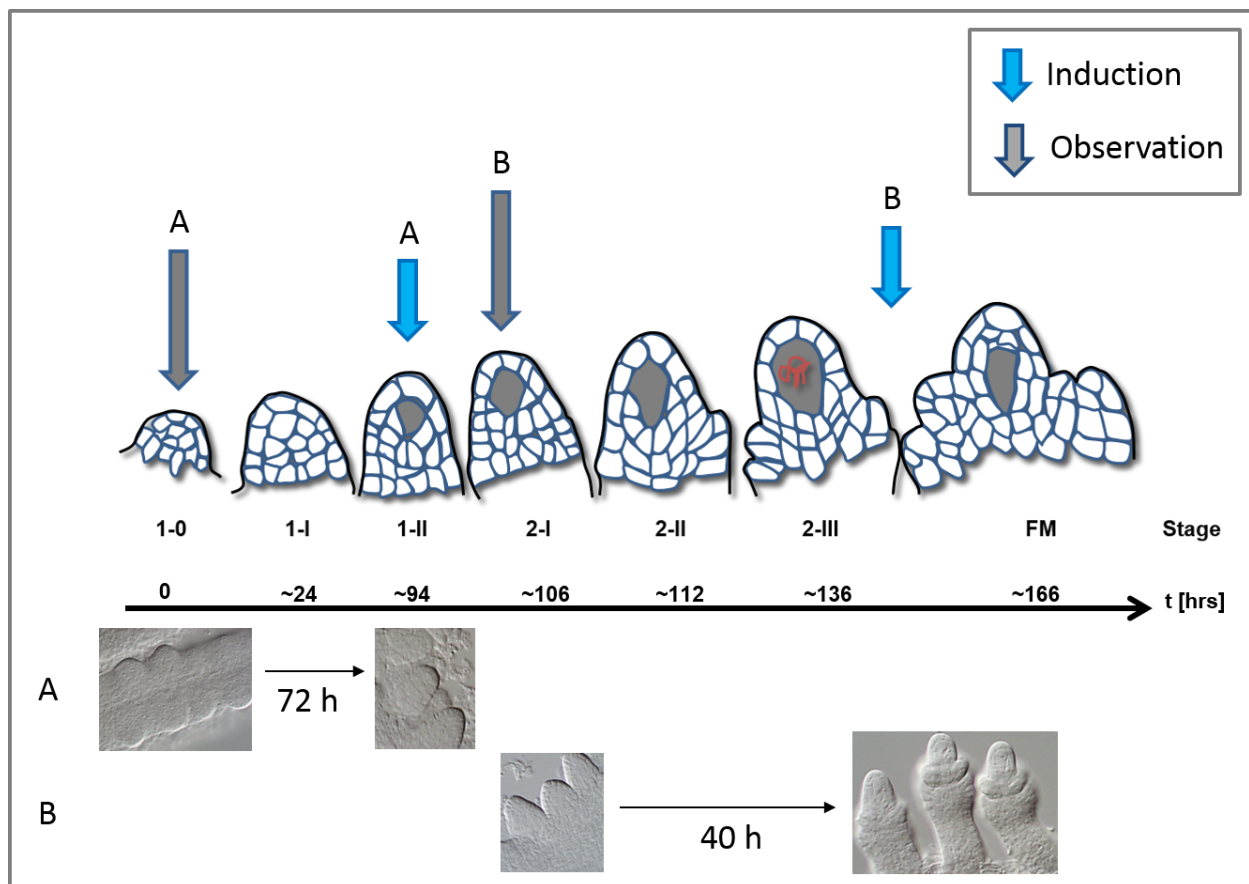 Induction
Observation
A
A
B
B
1-0 1-I 1-II 2-I 2-II 2-III FM Stage
0 ~24 ~94 ~106 ~112 ~136 ~166 t [hrs]
A
72 h
B
40 h